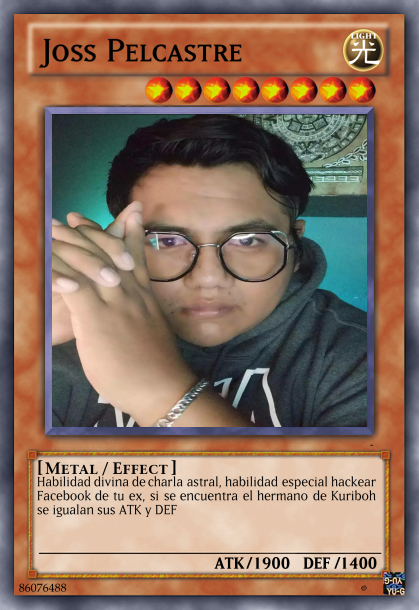 Joss Pelcastre
LIGHT
光
[Metal / Effect]
Habilidad divina de charla astral, habilidad especial hackear
Facebook de tu ex, si se encuentra el hermano de Kuriboh
se igualan sus ATK y DEF
ATK/1900 DEF/1400
86076488